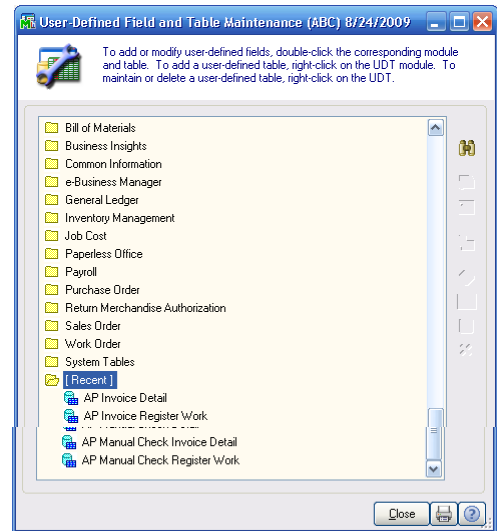 User-Defined Field and Table Maintenance (ABC) 8/24/2009
To add or modify user-defined fields, double-click the corresponding module
and table. To add a user-defined table, right-click on the UDT module. To
maintain or delete a user-defined table, right-click on the UDT.
Bill of Materials
Business Insights
Common Information
e-Business Manager
General Ledger
Inventory Management
Job Cost
Paperless Office
Payroll
Purchase Order
Return Merchandise Authorization
Sales Order
Work Order
System Tables
[ Recent ]
AP Invoice Detail
AP Invoice Register Work
AP Manual Check Invoice Detail
AP Manual Check Register Work
Close